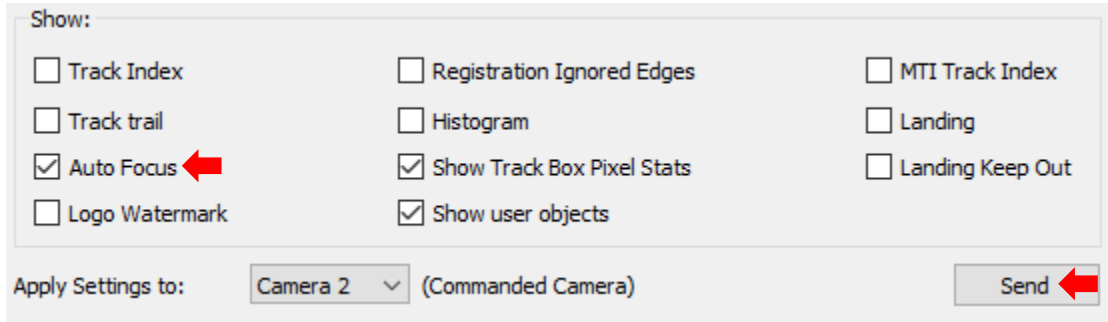 Show:
Track Index Registration Ignored Edges MTI Track Index
Track trail Histogram Landing
Auto Focus Show Track Box Pixel Stats Landing Keep Out
Logo Watermark Show user objects
Apply Settings to: Camera 2 (Commanded Camera) Send